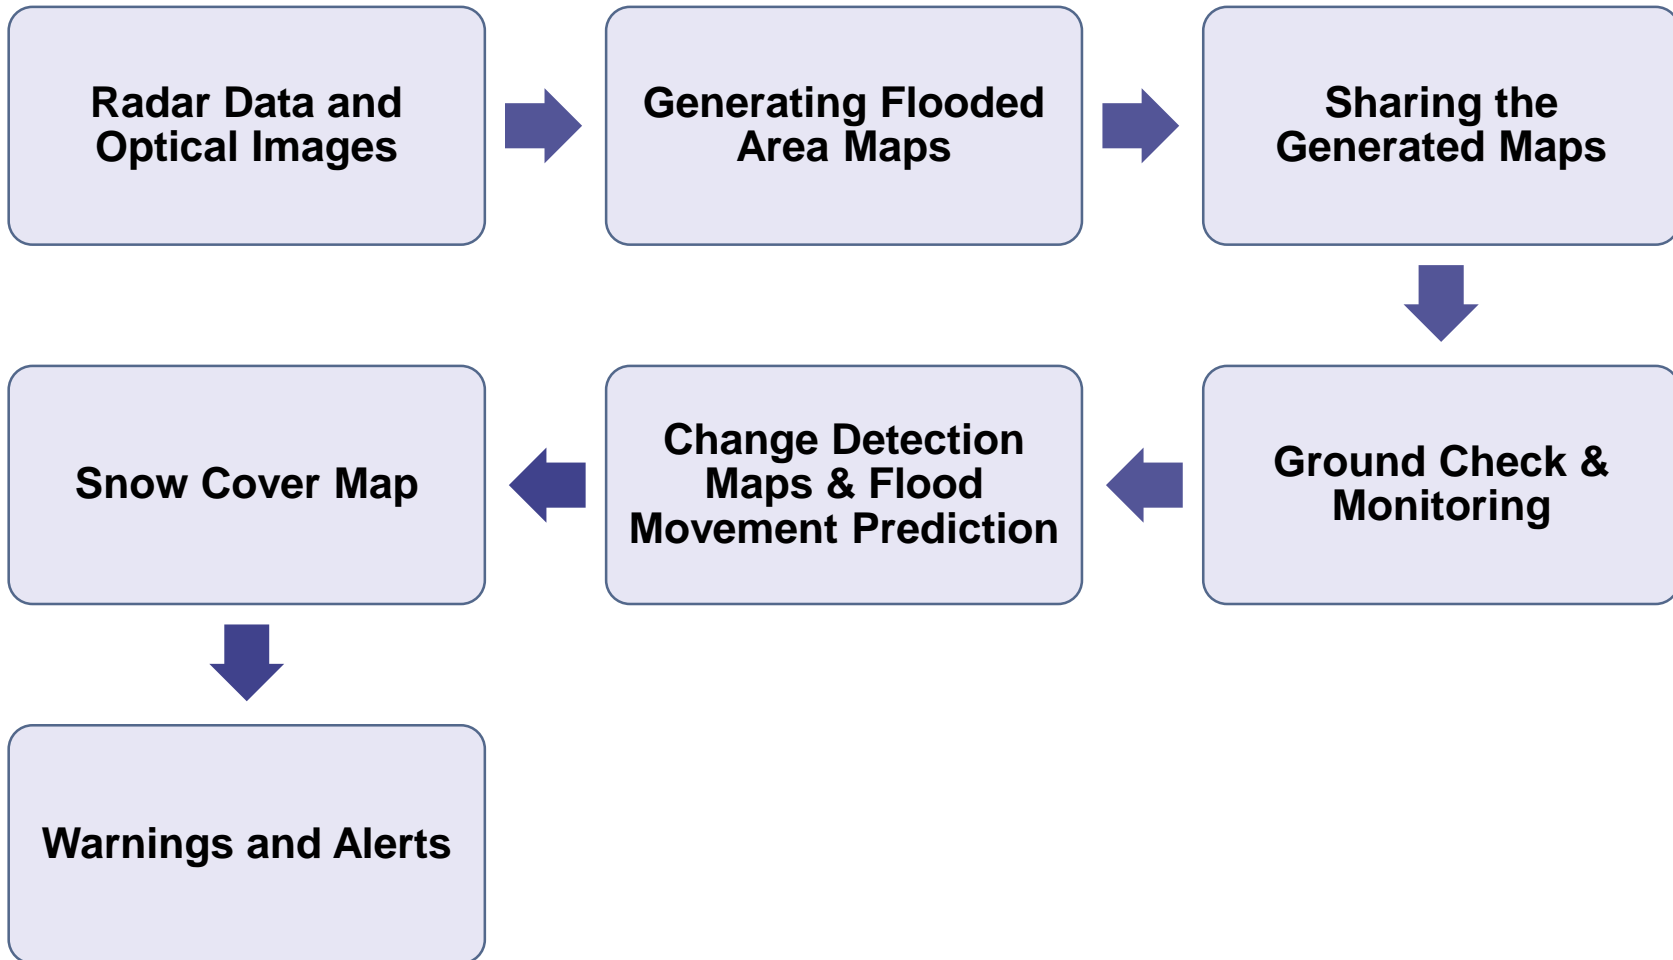 Radar Data and
Optical Images
Generating Flooded
Area Maps
Sharing the
Generated Maps
Snow Cover Map
Change Detection
Maps & Flood
Movement Prediction
Ground Check &
Monitoring
Warnings and Alerts